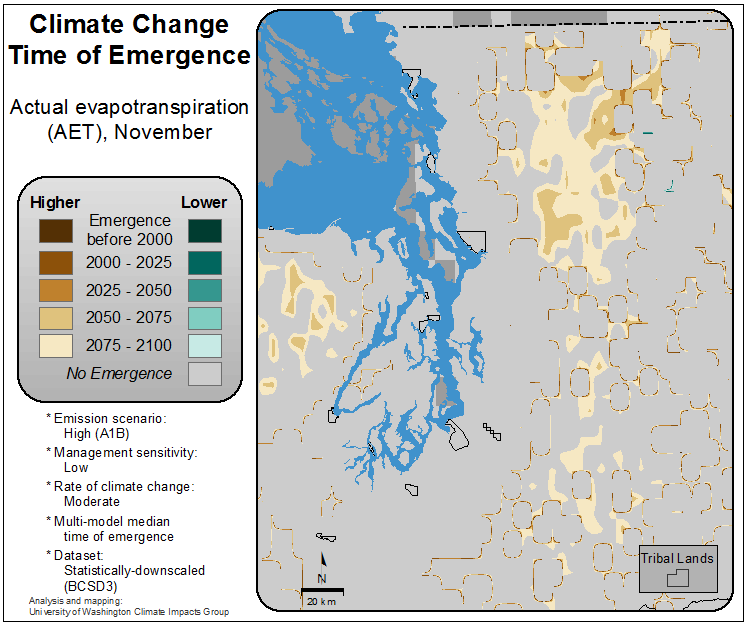 Climate Change
Time of Emergence
Actual evapotranspiration
(AET), November
Higher
Lower
Emergence
before 2000
2000 - 2025
2025 - 2050
2050 - 2075
2075 - 2100
No Emergence
* Emission scenario:
High (A1B)
* Management sensitivity:
Low
* Rate of climate change:
Moderate
* Multi-model median
time of emergence
* Dataset:
Statistically-downscaled
(BCSD3)
Analysis and mapping:
University of Washington Climate Impacts Group
N
20 km
Tribal Lands